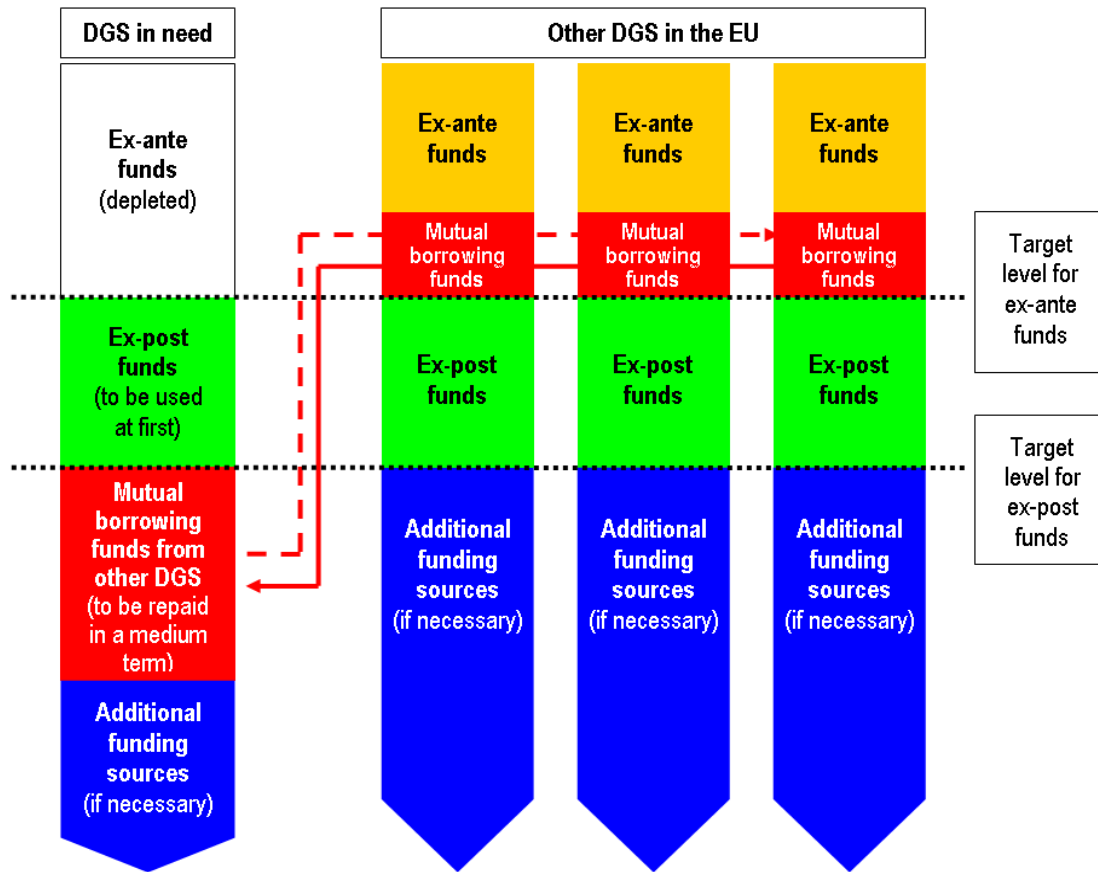 DGS in need
Other DGS in the EU
Ex-ante
funds
(depleted)
Ex-post
funds
(to be used
at first)
Mutual
borrowing
funds from
other DGS
(to be repaid
in a medium
term)
Additional
funding
sources
(if necessary)
Ex-ante
funds
Mutual
borrowing
funds
Ex-post
funds
Additional
funding
sources
(if necessary)
Ex-ante
funds
Mutual
borrowing
funds
Ex-post
funds
Additional
funding
sources
(if necessary)
Ex-ante
funds
Mutual
borrowing
funds
Ex-post
funds
Additional
funding
sources
(if necessary)
Target
level for
ex-ante
funds
Target
level for
ex-post
funds